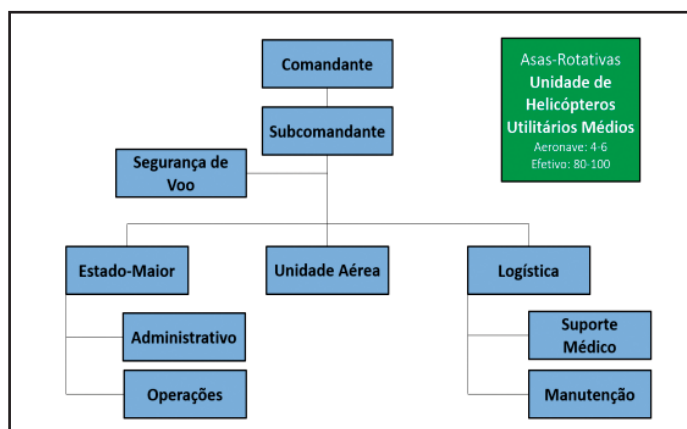 Comandante
Subcomandante
Segurança de
Voo
Estado-Maior
Unidade Aérea
Logística
Administrativo
Operações
Suporte
Médico
Manutenção
Asas-Rotativas
Unidade de
Helicópteros
Utilitários Médios
Aeronave: 4-6
Efetivo: 80-100